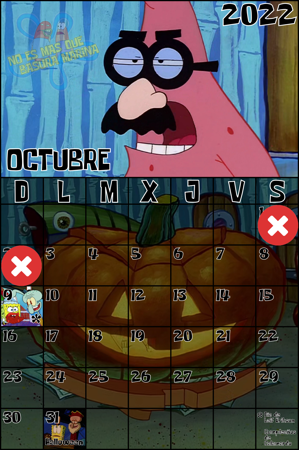 2022
NO ES MAS QUE
BASURA MARINA
OCTUBRE
D L M X J V S
1
2 3 4 5 6 7 8
9 10 11 12 13 14 15
16 17 18 19 20 21 22
23 24 25 26 27 28 29
30 31